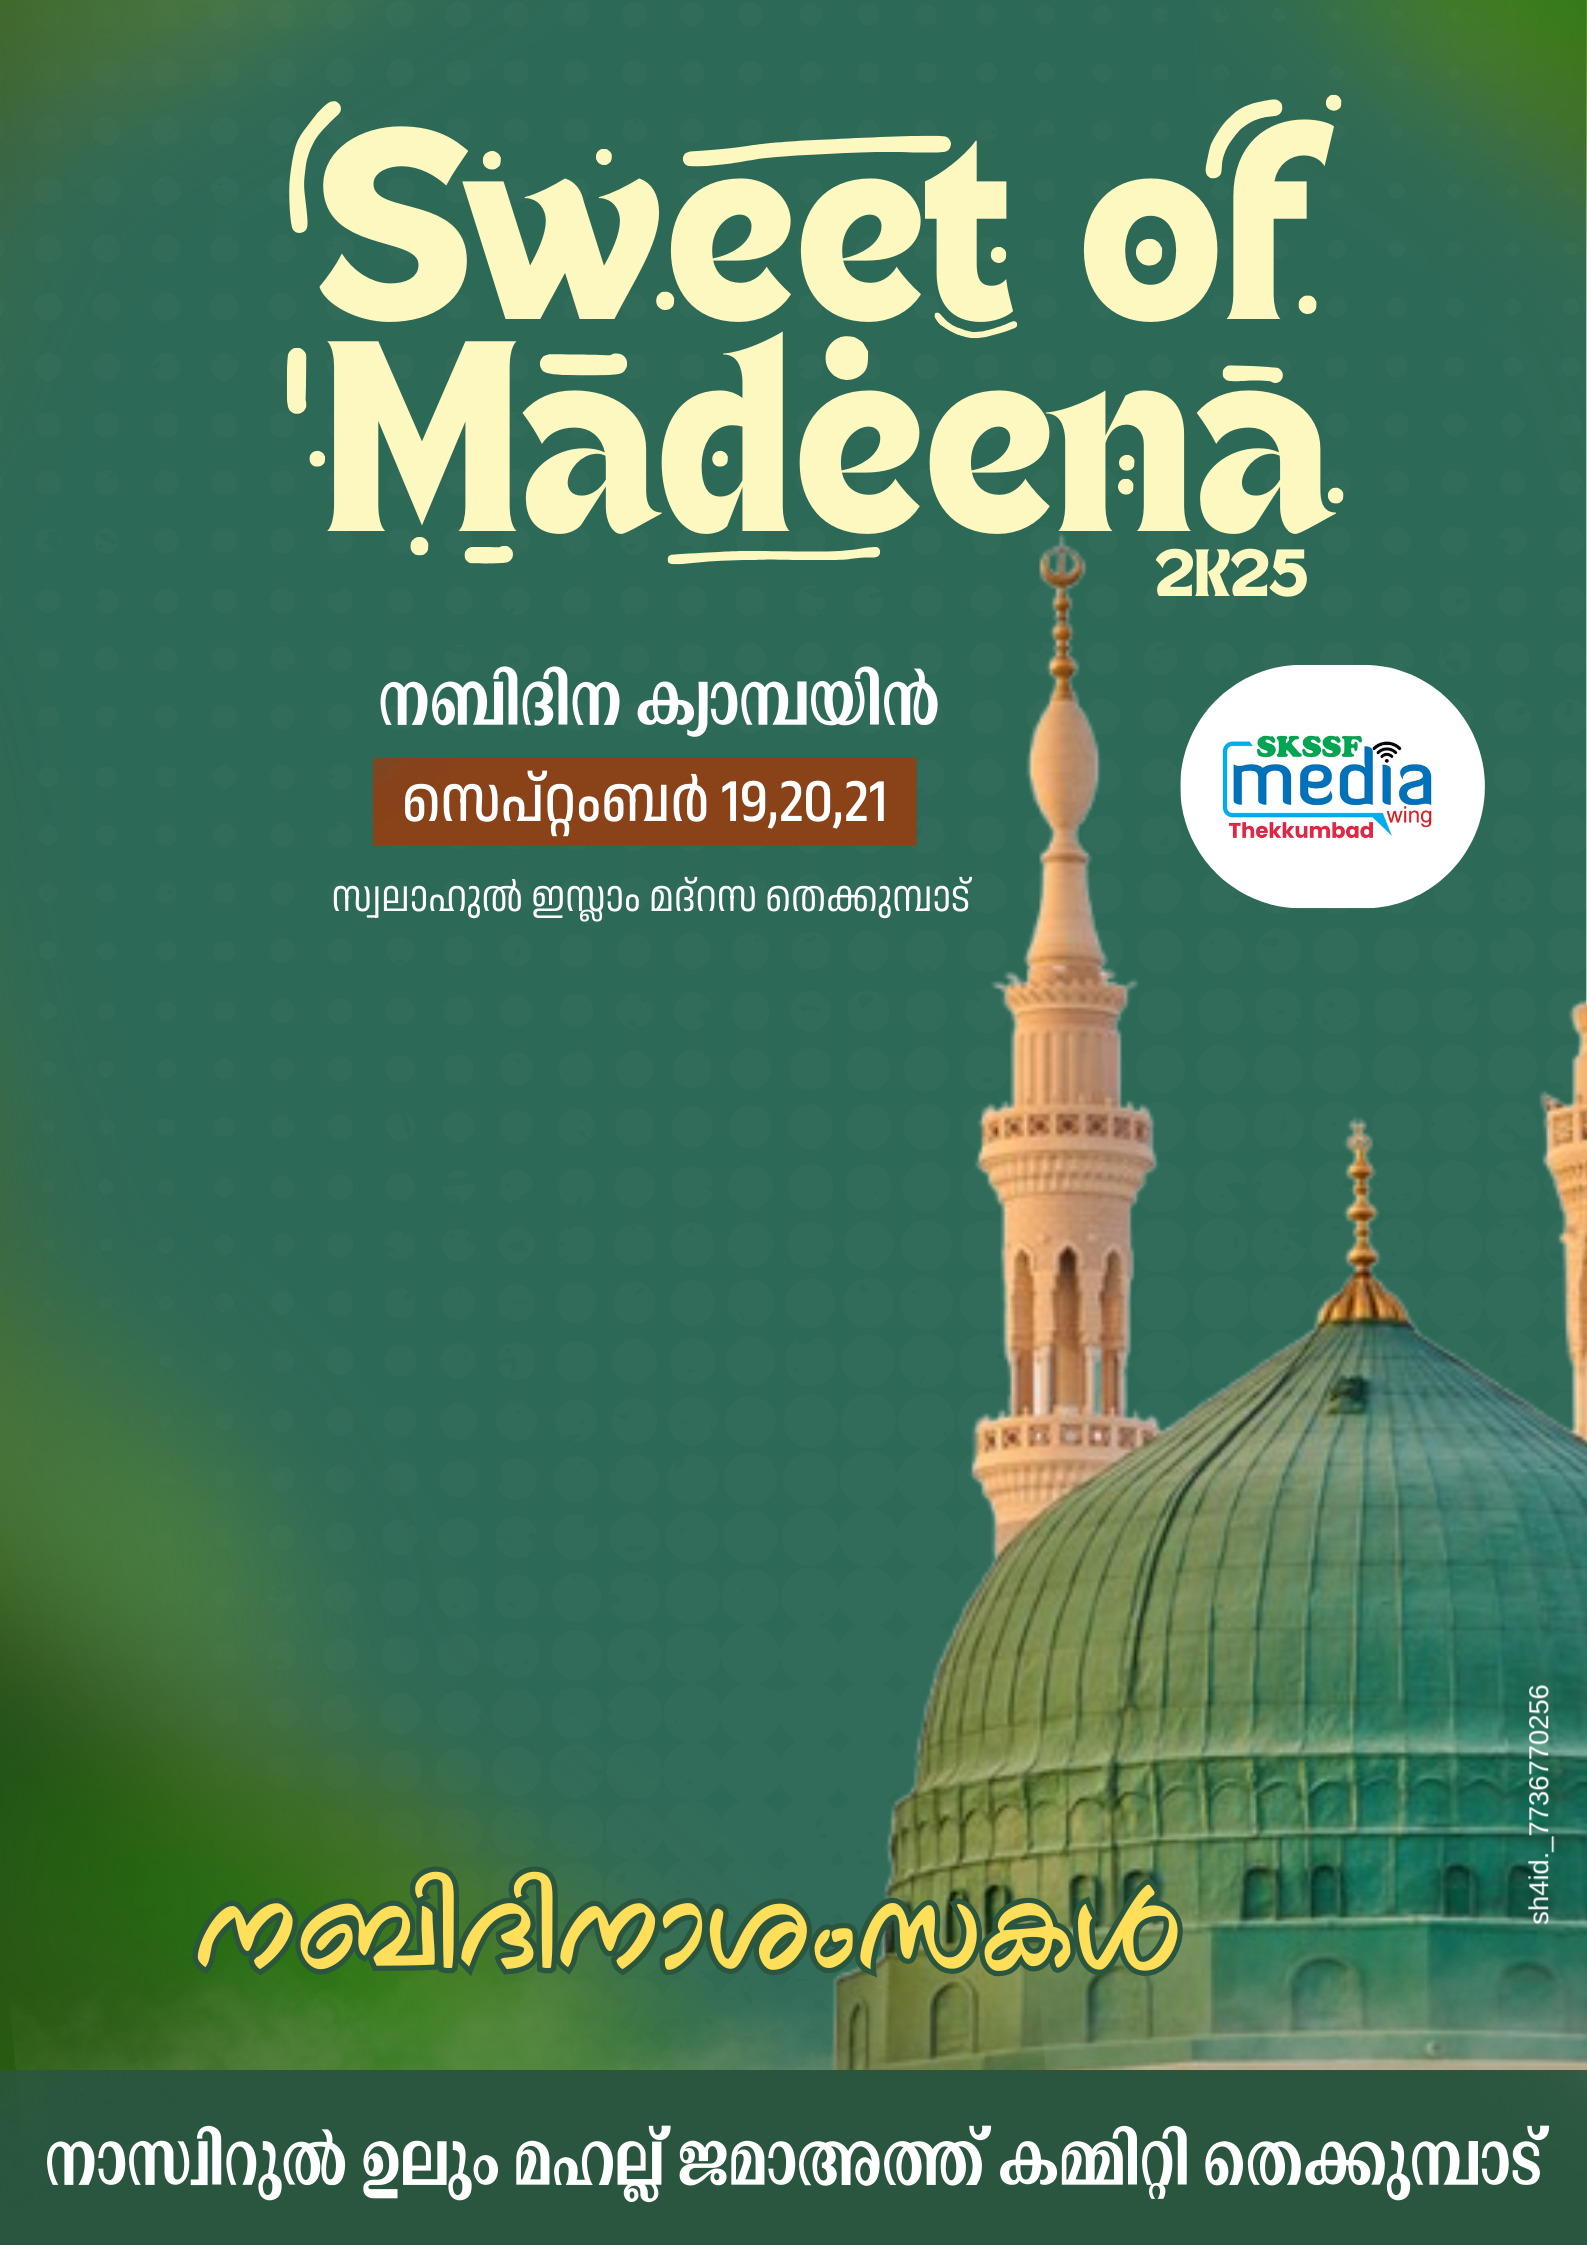 Sweet of
Madeena
2K25
നബിദിന ക്യാമ്പയിൻ
സെപ്റ്റംബർ 19,20,21
സ്വലാഹുൽ ഇസ്ലാം മദ്റസ തെക്കുമ്പാട്
SKSSF
media
wing
Thekkumbad
sh4id._7736770256
നബിദിനാശംസകൾ
നാസ്വിറുൽ ഉലും മഹല്ല് ജമാഅത്ത് കമ്മിറ്റി തെക്കുമ്പാട്